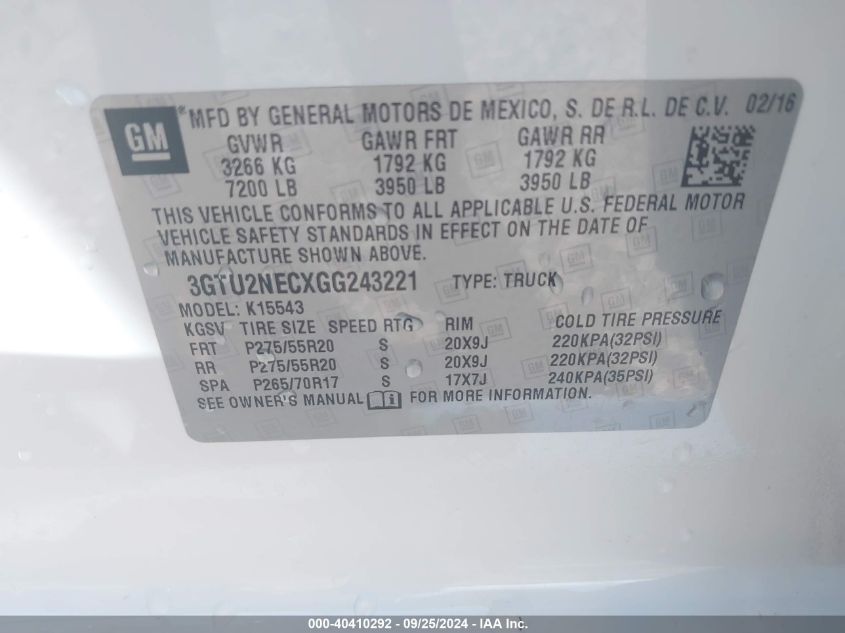 GM ®MFD BY GENERAL MOTORS DE MEXICO, S. DE R.L. DE C.V. 02/16
GVWR GAWR FRT GAWR RR
3266 KG 1792 KG 1792 KG
7200 LB 3950 LB 3950 LB
THIS VEHICLE CONFORMS TO ALL APPLICABLE U.S. FEDERAL MOTOR
VEHICLE SAFETY STANDARDS IN EFFECT ON THE DATE OF
MANUFACTURE SHOWN ABOVE.
3GTU2NECXGG243221 TYPE: TRUCK
MODEL: K15543
KGSV TIRE SIZE SPEED RTG RIM COLD TIRE PRESSURE
FRT P275/55R20 S 20X9J 220KPA(32PSI)
RR P275/55R20 S 20X9J 220KPA(32PSI)
SPA P265/70R17 S 17X7J 240KPA(35PSI)
SEE OWNER'S MANUAL FOR MORE INFORMATION.
000-40410292 - 09/25/2024 - IAA Inc.